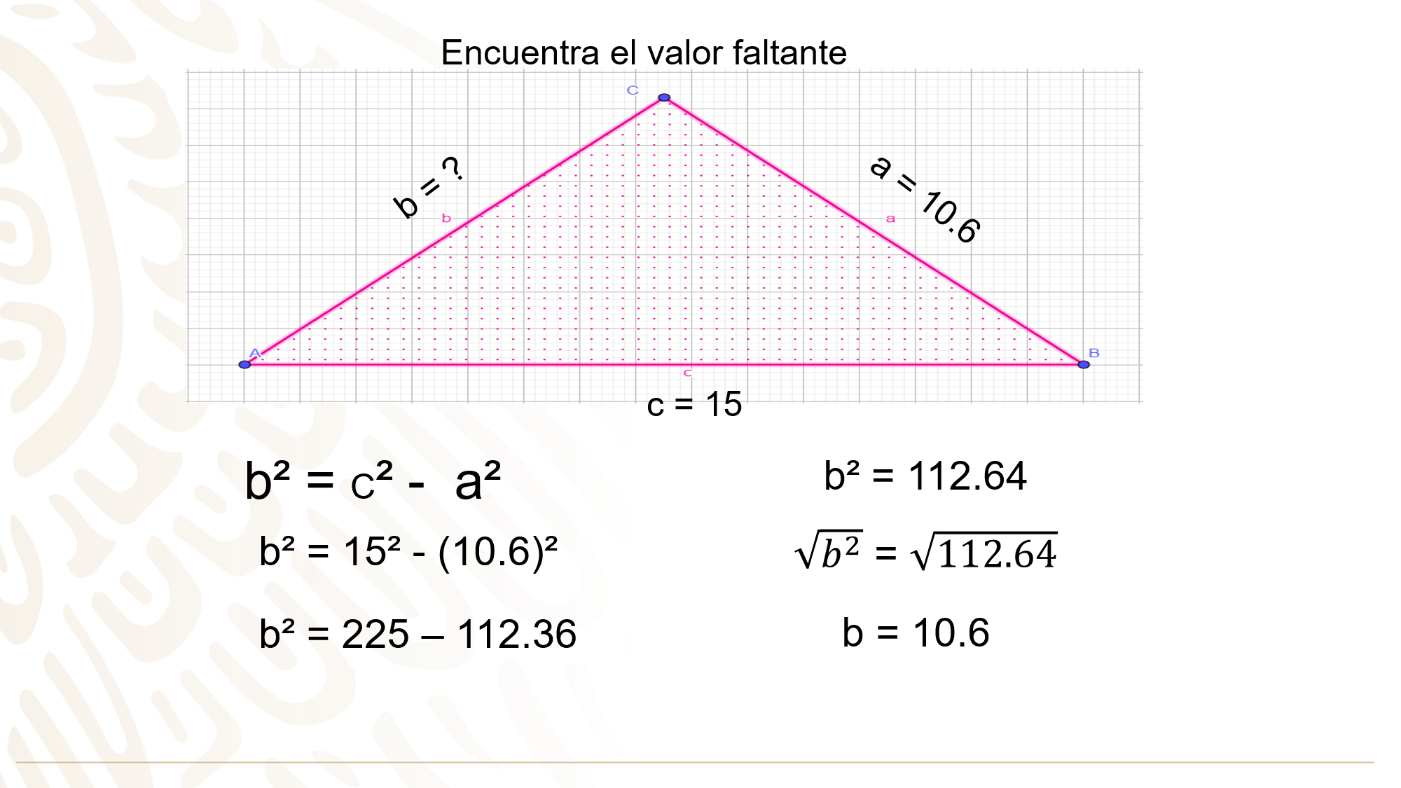 Encuentra el valor faltante
C
b = ?
a = 10.6
b
a
A
B
c
c = 15
b² = c² - a²
b² = 15² - (10.6)²
b² = 225 – 112.36
b² = 112.64
√b² = √112.64
b = 10.6